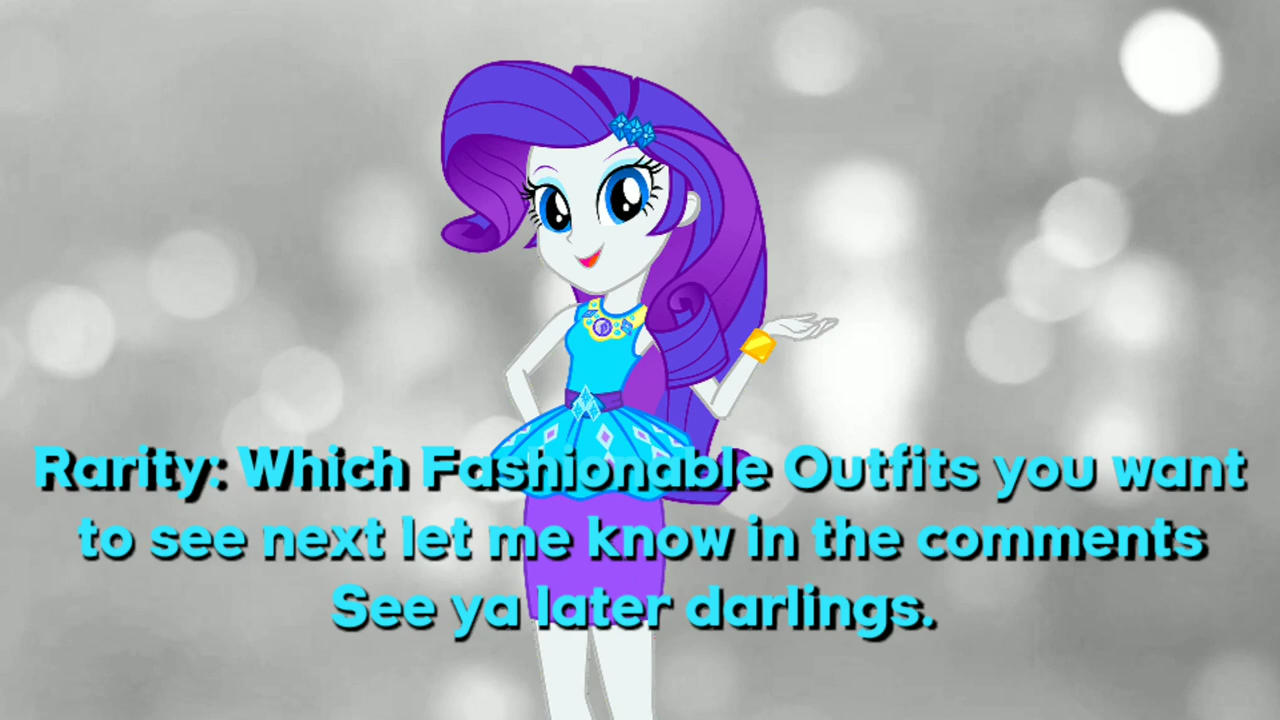 Rarity: Which Fashionable Outfits you want
to see next let me know in the comments
See ya later darlings.